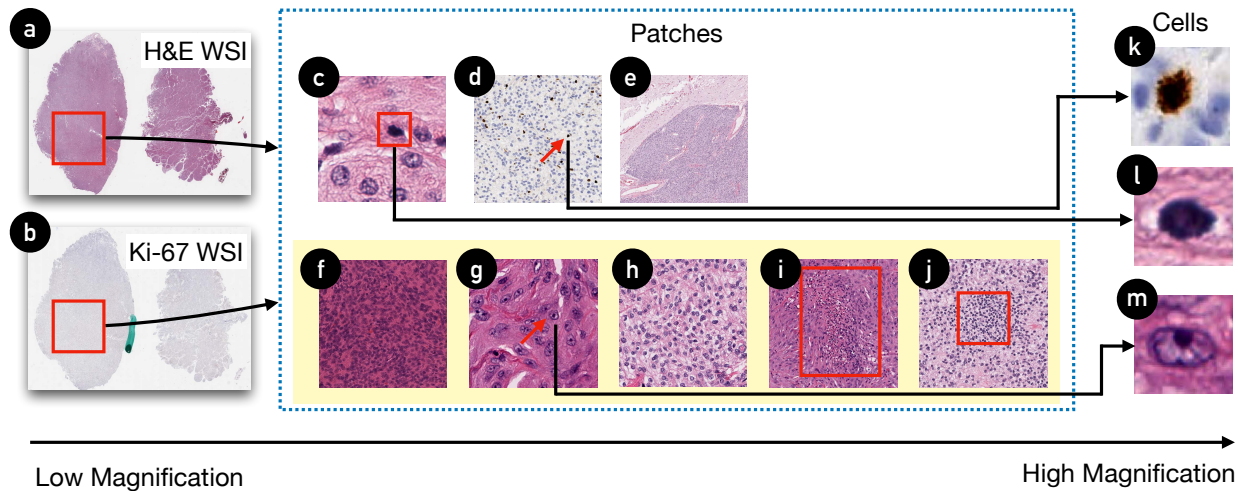 a
H&E WSI
b
Ki-67 WSI
Patches
c
d
e
f
g
h
i
j
Cells
k
l
m
Low Magnification
High Magnification